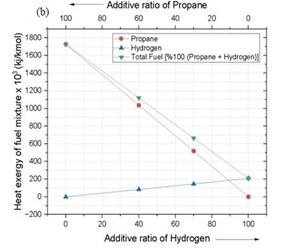 Additive ratio of Propane
(b)
100 80 60 40 20 0
Propane
Hydrogen
Total Fuel [%100 (Propane + Hydrogen)]
Heat exergy of fuel mixture x 10³ (kj/kmol)
1800
1600
1400
1200
1000
800
600
400
200
0
−200
0 20 40 60 80 100
Additive ratio of Hydrogen